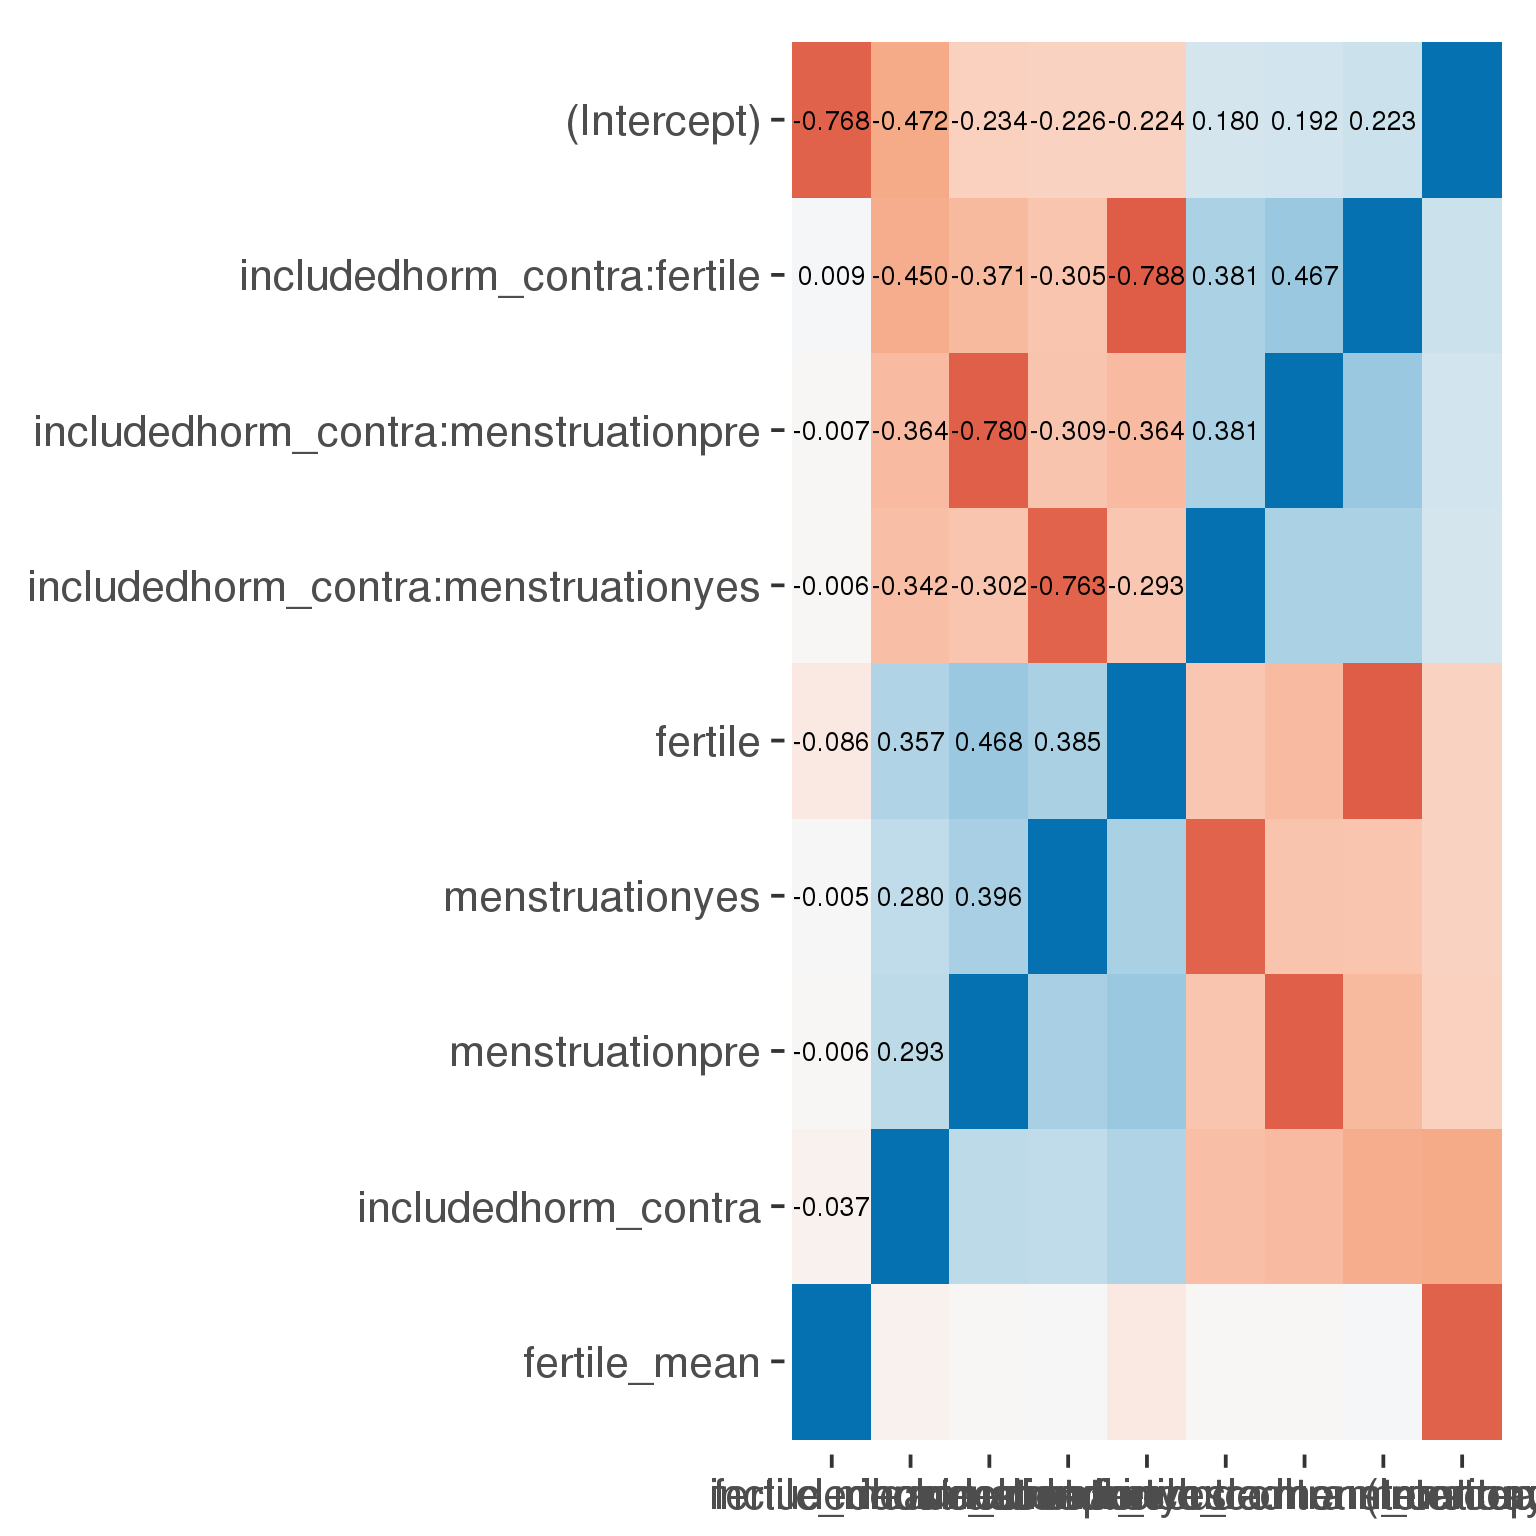 (Intercept) -0.768 -0.472 -0.234 -0.226 -0.224 0.180 0.192 0.223
includedhorm_contra:fertile 0.009 -0.450 -0.371 -0.305 -0.788 0.381 0.467
includedhorm_contra:menstruationpre -0.007 -0.364 -0.780 -0.309 -0.364 0.381
includedhorm_contra:menstruationyes -0.006 -0.342 -0.302 -0.763 -0.293
fertile -0.086 0.357 0.468 0.385
menstruationyes -0.005 0.280 0.396
menstruationpre -0.006 0.293
includedhorm_contra -0.037
fertile_mean